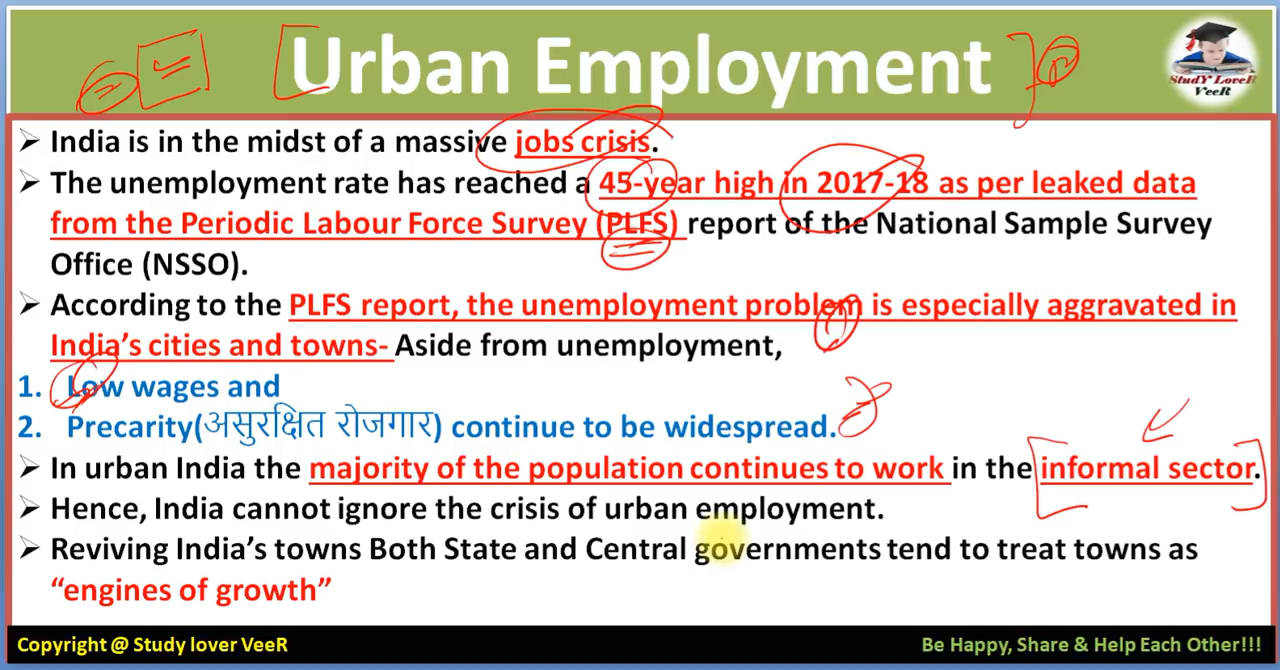 Urban Employment
StudY LoveR
VeeR
➢ India is in the midst of a massive jobs crisis.
➢ The unemployment rate has reached a 45-year high in 2017-18 as per leaked data
from the Periodic Labour Force Survey (PLFS) report of the National Sample Survey
Office (NSSO).
➢ According to the PLFS report, the unemployment problem is especially aggravated in
India's cities and towns- Aside from unemployment,
1. Low wages and
2. Precarity(असुरक्षित रोजगार) continue to be widespread.
➢ In urban India the majority of the population continues to work in the informal sector.
➢ Hence, India cannot ignore the crisis of urban employment.
➢ Reviving India's towns Both State and Central governments tend to treat towns as
“engines of growth”
Copyright @ Study lover VeeR
Be Happy, Share & Help Each Other!!!